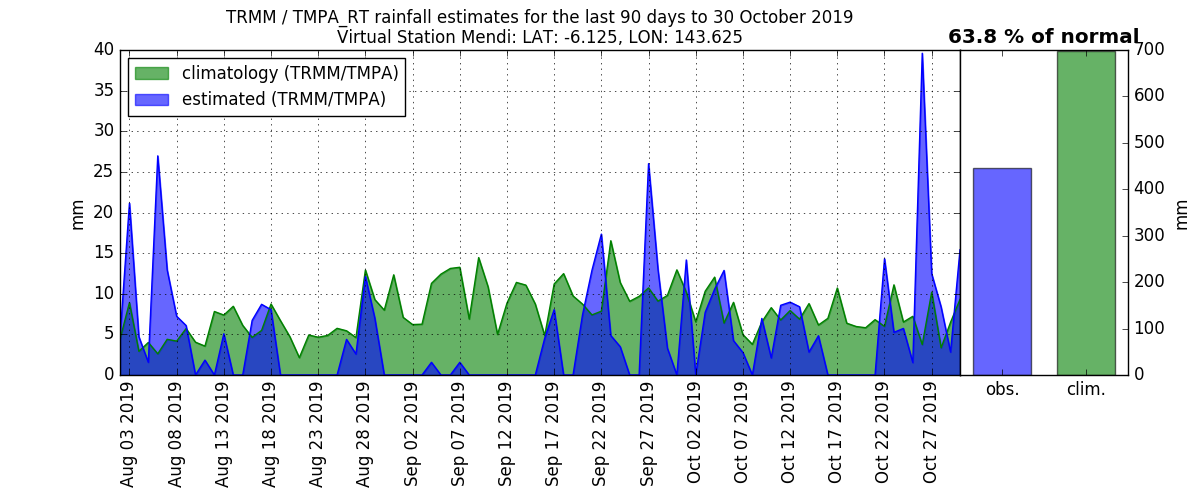 TRMM / TMPA_RT rainfall estimates for the last 90 days to 30 October 2019
Virtual Station Mendi: LAT: -6.125, LON: 143.625
63.8 % of normal
climatology (TRMM/TMPA)
estimated (TRMM/TMPA)
40
35
30
25
20
15
10
5
0
mm
700
600
500
400
300
200
100
0
mm
Aug 03 2019
Aug 08 2019
Aug 13 2019
Aug 18 2019
Aug 23 2019
Aug 28 2019
Sep 02 2019
Sep 07 2019
Sep 12 2019
Sep 17 2019
Sep 22 2019
Sep 27 2019
Oct 02 2019
Oct 07 2019
Oct 12 2019
Oct 17 2019
Oct 22 2019
Oct 27 2019
obs.
clim.